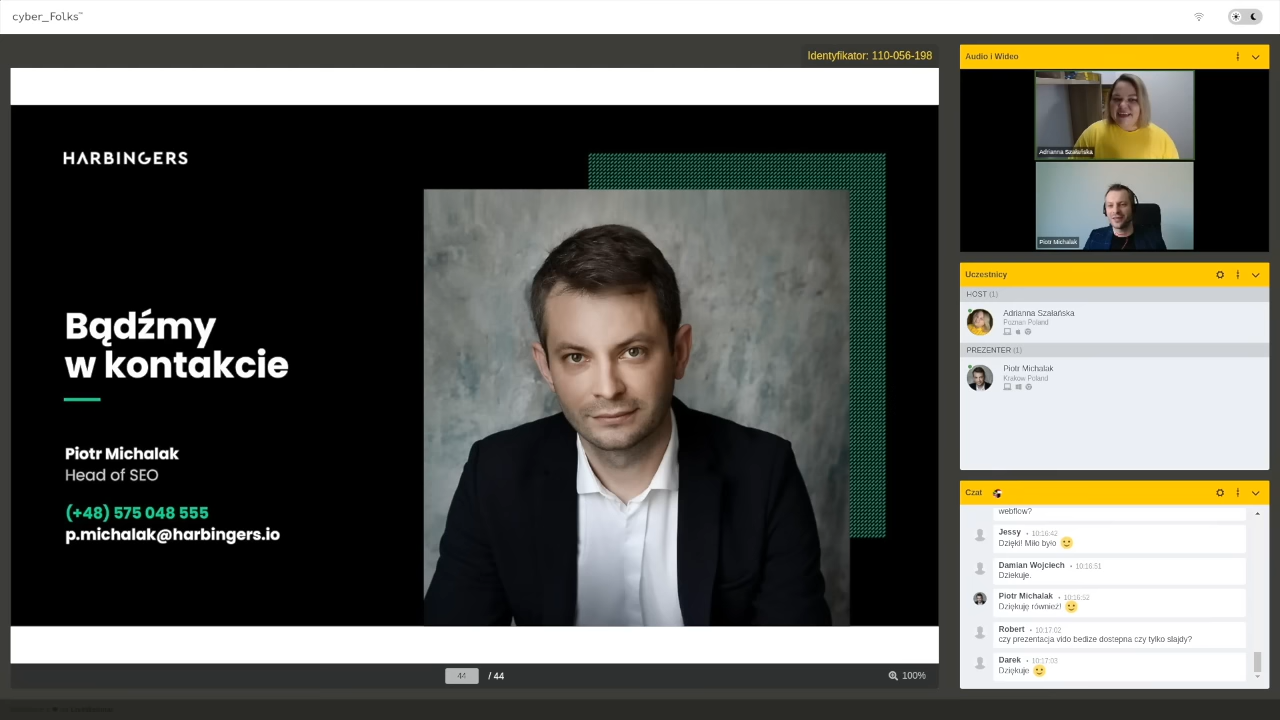 cyber_Folks™
Identyfikator: 110-056-198
HARBINGERS
Bądźmy
w kontakcie
Piotr Michalak
Head of SEO
(+48) 575 048 555
p.michalak@harbingers.io
44 / 44
100%
Audio i Wideo
Adrianna Szałańska
Piotr Michalak
Uczestnicy
HOST (1)
Adrianna Szałańska
Poznan Poland
PREZENTER (1)
Piotr Michalak
Krakow Poland
Czat
webflow?
Jessy • 10:16:42
Dzięki! Miło było
Damian Wojciech • 10:16:51
Dziekuje.
Piotr Michalak • 10:16:52
Dziękuję również!
Robert • 10:17:02
czy prezentacja vido bedize dostepna czy tylko slajdy?
Darek • 10:17:03
Dziękuje